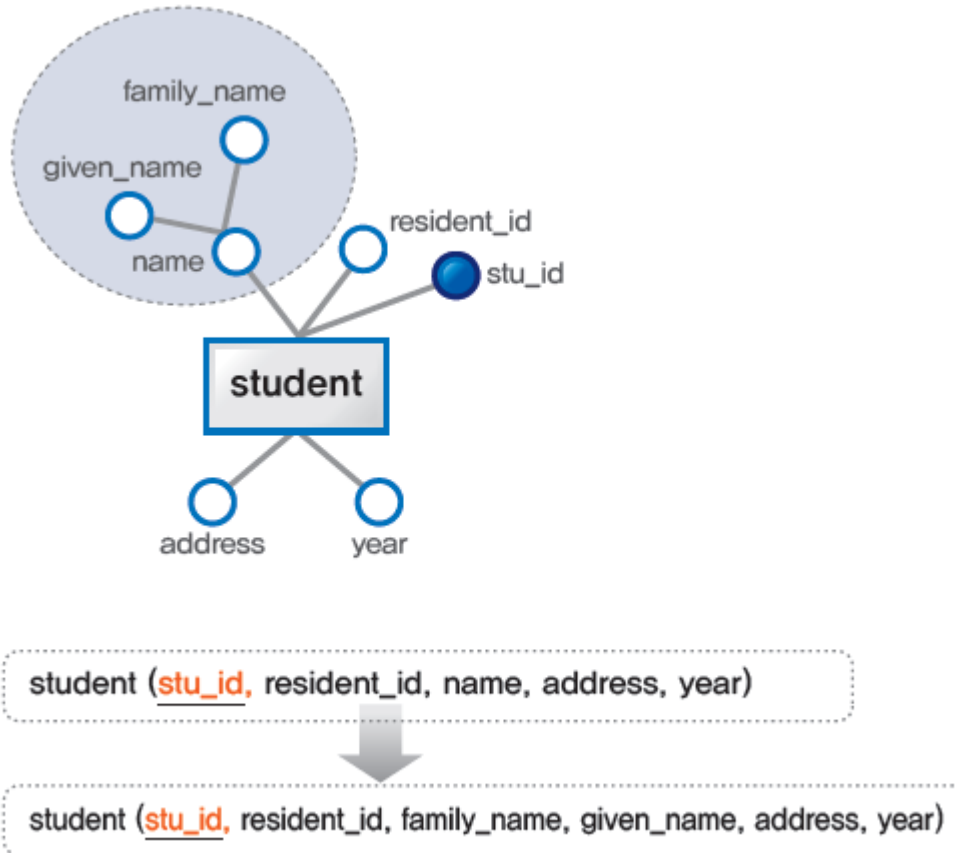 family_name
given_name
resident_id
name
stu_id
student
address
year
student (stu_id, resident_id, name, address, year)
student (stu_id, resident_id, family_name, given_name, address, year)